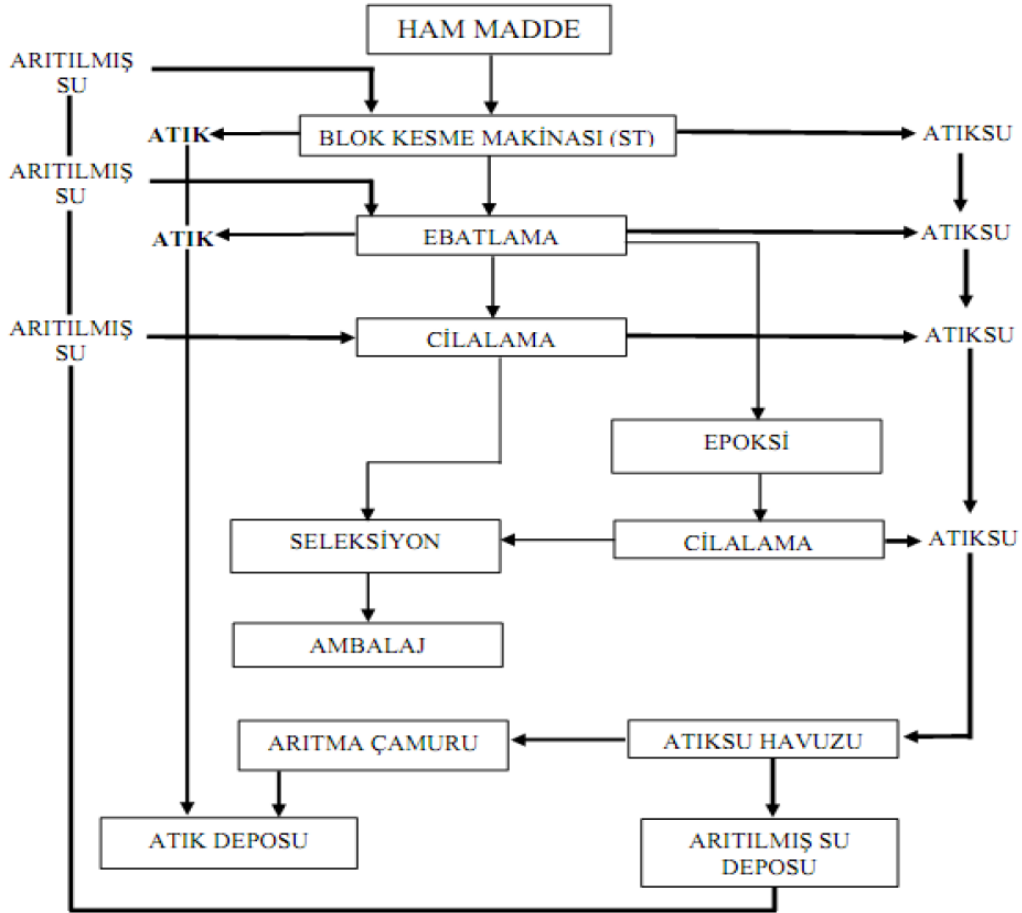 HAM MADDE
ARITILMIŞ
SU
ATIK
BLOK KESME MAKİNASI (ST)
ATIKSU
ARITILMIŞ
SU
ATIK
EBATLAMA
ATIKSU
ARITILMIŞ
SU
CİLALAMA
ATIKSU
EPOKSİ
SELEKSİYON
CİLALAMA
ATIKSU
AMBALAJ
ARITMA ÇAMURU
ATIKSU HAVUZU
ATIK DEPOSU
ARITILMIŞ SU
DEPOSU